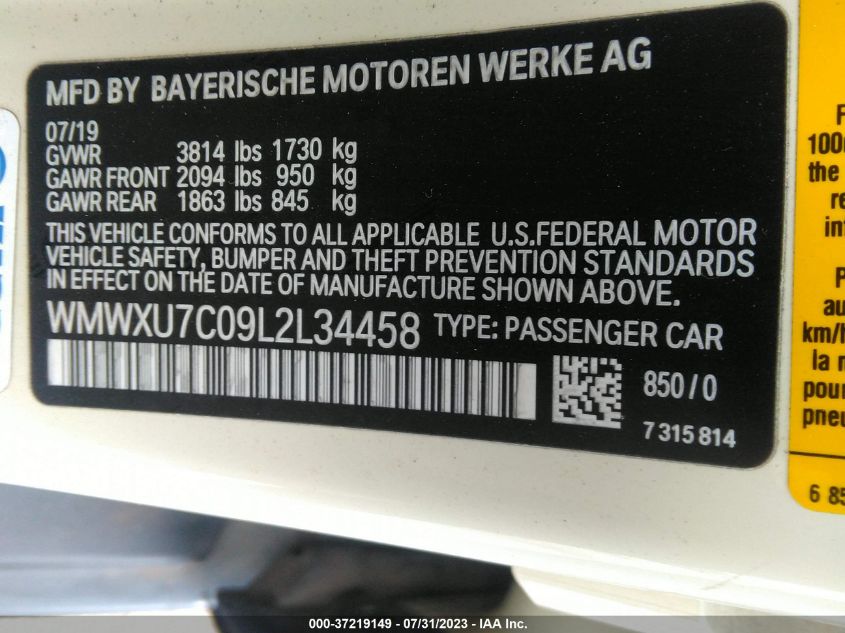 MFD BY BAYERISCHE MOTOREN WERKE AG
07/19
GVWR 3814 lbs 1730 kg
GAWR FRONT 2094 lbs 950 kg
GAWR REAR 1863 lbs 845 kg
THIS VEHICLE CONFORMS TO ALL APPLICABLE U.S.FEDERAL MOTOR
VEHICLE SAFETY, BUMPER AND THEFT PREVENTION STANDARDS
IN EFFECT ON THE DATE OF MANUFACTURE SHOWN ABOVE.
WMWXU7C09L2L34458 TYPE: PASSENGER CAR
850/0
7315814
the
km/h
la
pour
6 85
000-37219149 - 07/31/2023 - IAA Inc.